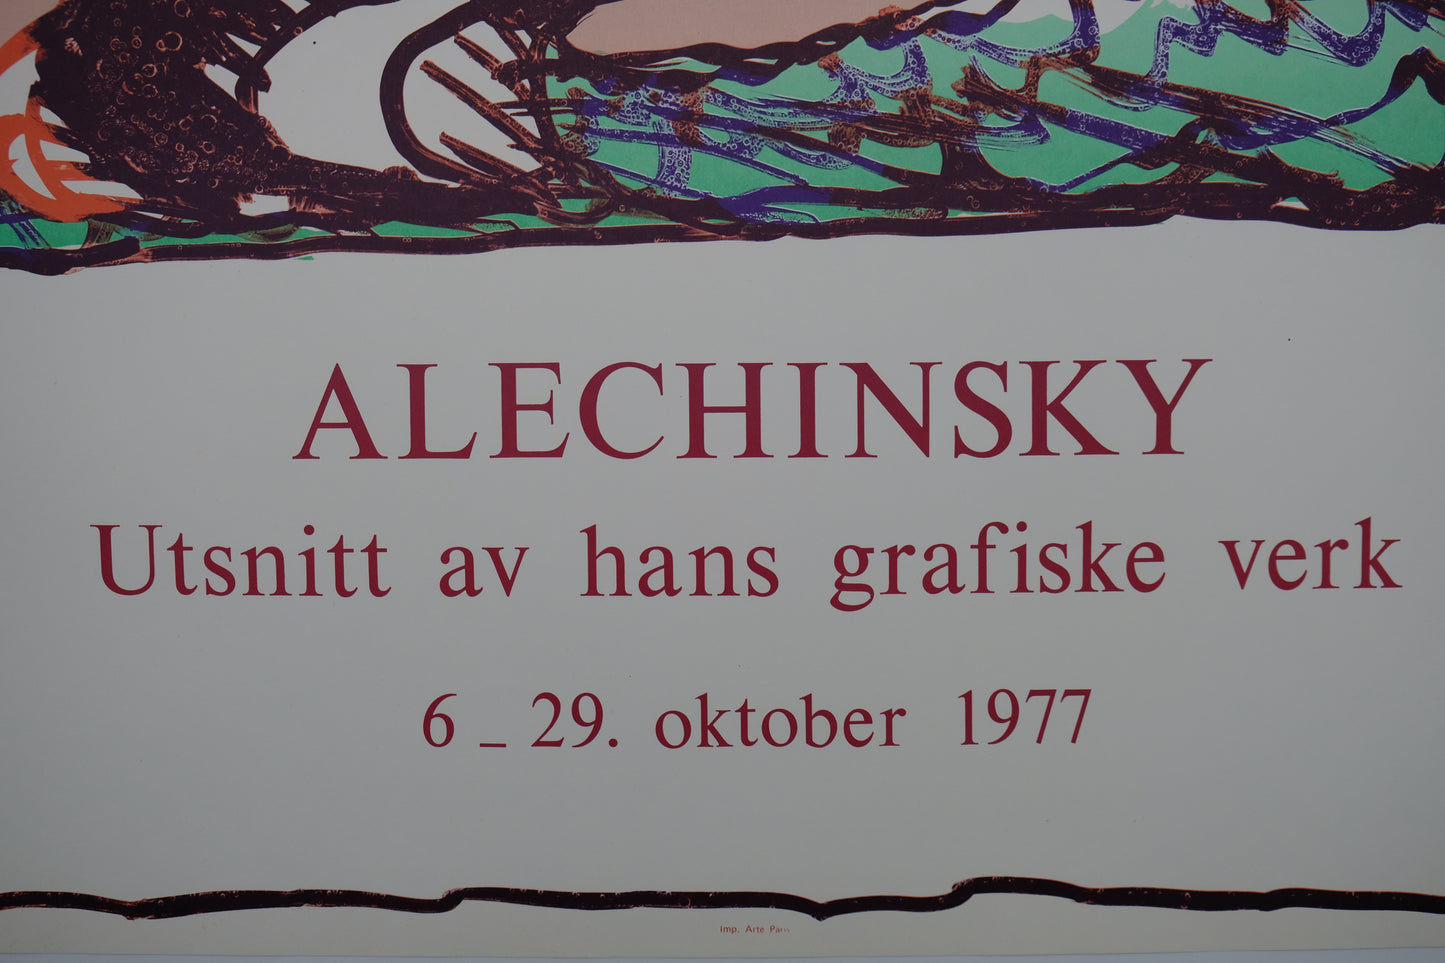 ALECHINSKY
Utsnitt av hans grafiske verk
6 _ 29. oktober 1977
Imp. Arte Paris